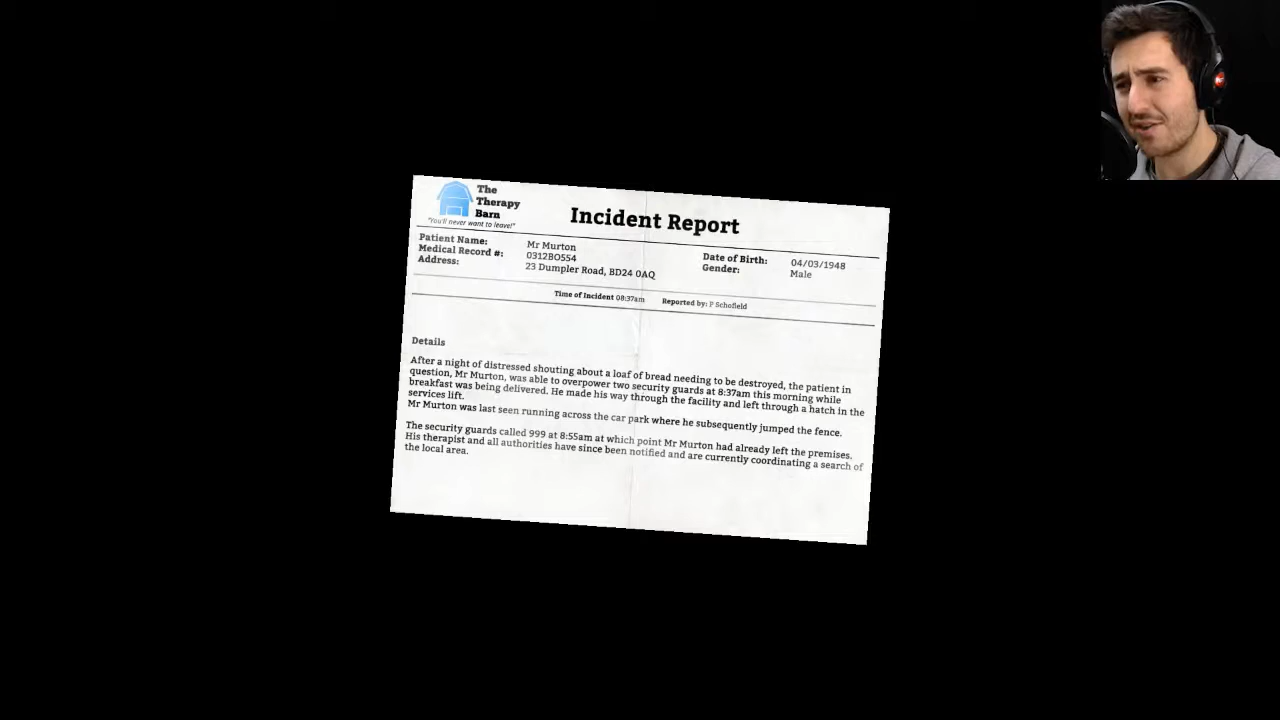 The
Therapy
Barn
"You'll never want to leave!"
Incident Report
Patient Name: Mr Murton
Medical Record #: 0312BO554
Address: 23 Dumpler Road, BD24 0AQ
Date of Birth: 04/03/1948
Gender: Male
Time of Incident 08:37am Reported by: P Schofield
Details
After a night of distressed shouting about a loaf of bread needing to be destroyed, the patient in
question, Mr Murton, was able to overpower two security guards at 8:37am this morning while
breakfast was being delivered. He made his way through the facility and left through a hatch in the
services lift.
Mr Murton was last seen running across the car park where he subsequently jumped the fence.
The security guards called 999 at 8:55am at which point Mr Murton had already left the premises.
His therapist and all authorities have since been notified and are currently coordinating a search of
the local area.